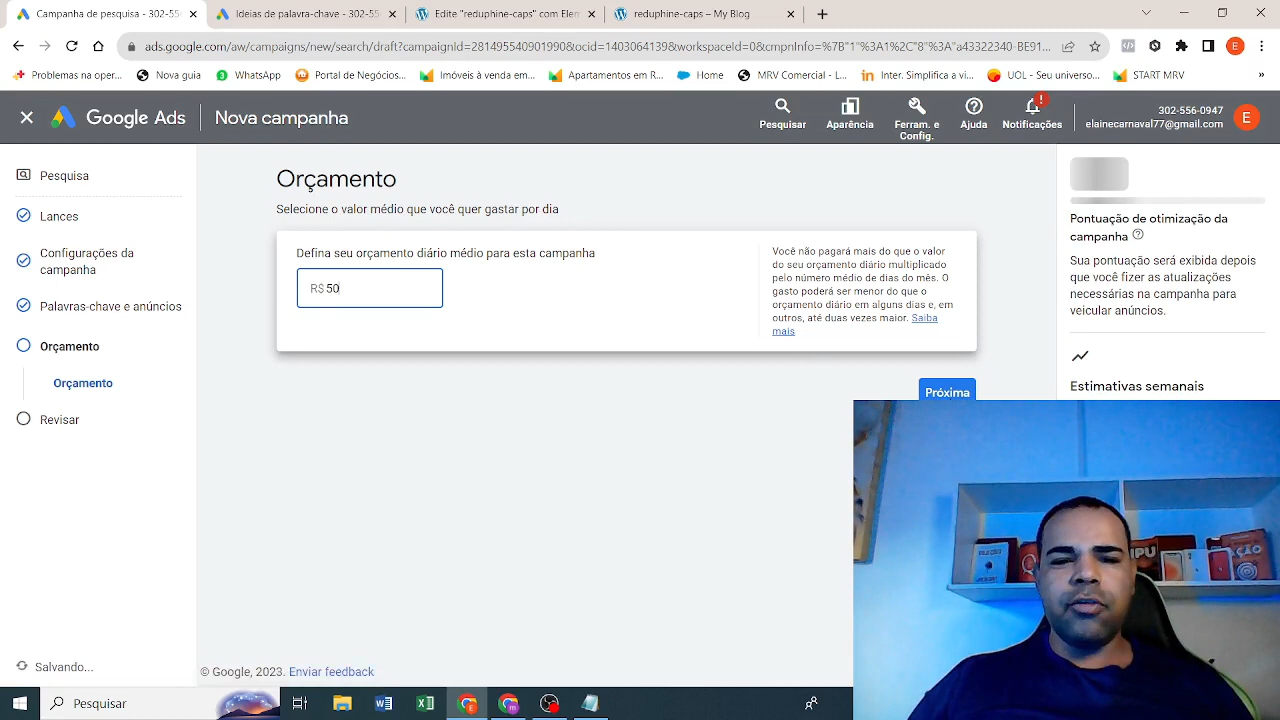 Campanha de pesquisa - 302-55
Ideias de palavra-chave - 302-55
Edite "reduphine-caps" com Elem
reduphine-caps – My Blog
ads.google.com/aw/campaigns/new/search/draft?campaignId=281497570190&ocid=1403064139&workspaceId=0&cmpnInfo=%7B"1"%3A1%2C"8"%3A"
Problemas na oper...
Nova guia
WhatsApp
Portal de Negócios...
Imóveis à venda em...
Apartamentos em R...
Home
MRV Comercial - L...
Inter. Simplifica a vi...
UOL - Seu universo...
START MRV
»
Google Ads
Nova campanha
Pesquisar
Aparência
Ferram. e
Config.
Ajuda
Notificações
302-556-0947
elainecarnaval77@gmail.com
E
Pesquisa
Lances
Configurações da
campanha
Palavras-chave e anúncios
Orçamento
Orçamento
Revisar
Salvando...
Orçamento
Selecione o valor médio que você quer gastar por dia
Defina seu orçamento diário médio para esta campanha
R$ 50
Você não pagará mais do que o valor
do seu orçamento diário multiplicado
pelo número médio de dias do mês. O
gasto poderá ser menor do que o
orçamento diário em alguns dias e, em
outros, até duas vezes maior. Saiba
mais
Próxima
Pontuação de otimização da
campanha
Sua pontuação será exibida depois
que você fizer as atualizações
necessárias na campanha para
veicular anúncios.
Estimativas semanais
© Google, 2023. Enviar feedback
Pesquisar